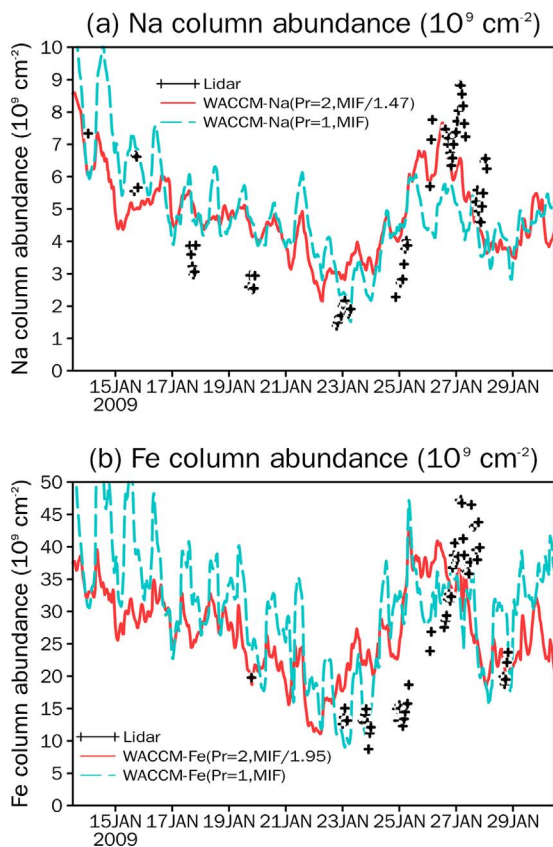 (a) Na column abundance (10⁹ cm⁻²)
Na column abundance (10⁹ cm⁻²)
10
9
8
7
6
5
4
3
2
1
0
Lidar
WACCM-Na(Pr=2,MIF/1.47)
WACCM-Na(Pr=1,MIF)
15JAN 17JAN 19JAN 21JAN 23JAN 25JAN 27JAN 29JAN
2009
(b) Fe column abundance (10⁹ cm⁻²)
Fe column abundance (10⁹ cm⁻²)
50
45
40
35
30
25
20
15
10
5
0
Lidar
WACCM-Fe(Pr=2,MIF/1.95)
WACCM-Fe(Pr=1,MIF)
15JAN 17JAN 19JAN 21JAN 23JAN 25JAN 27JAN 29JAN
2009